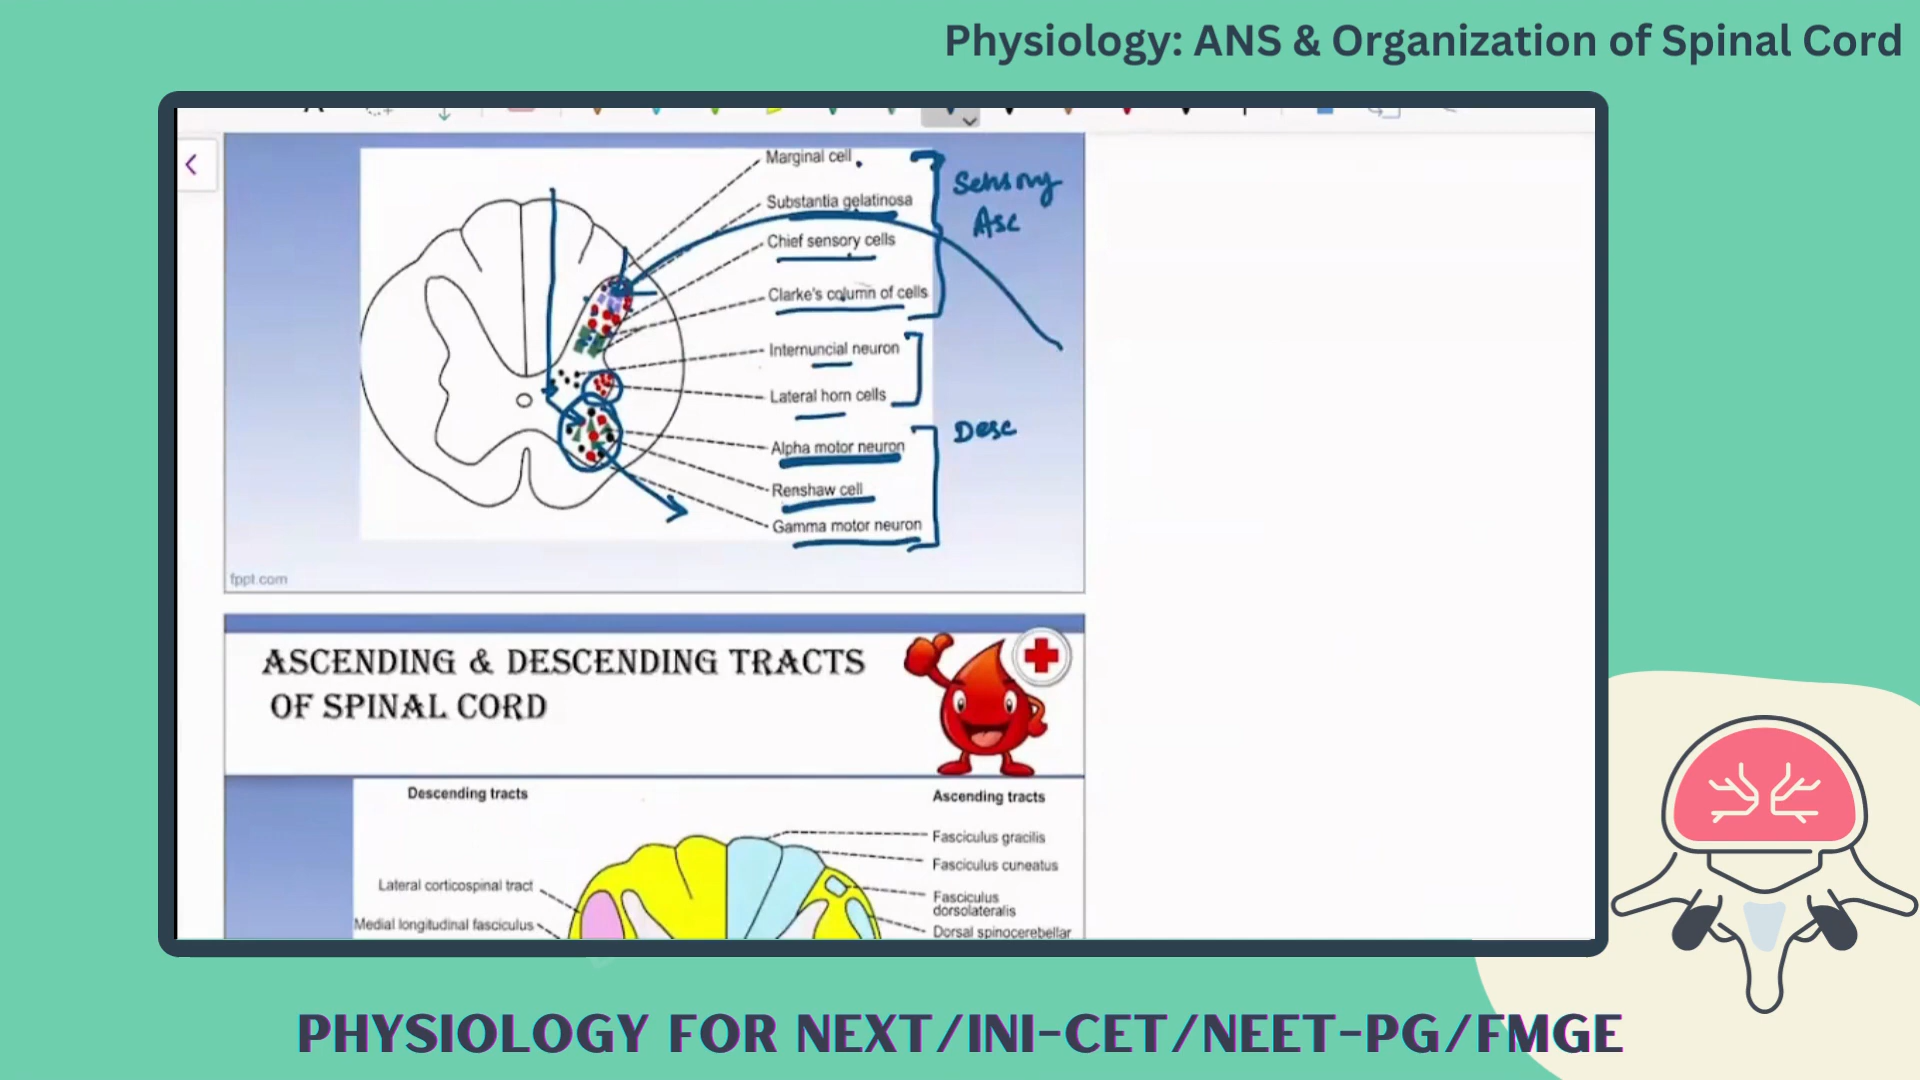 Physiology: ANS & Organization of Spinal Cord
Marginal cell
Substantia gelatinosa
Chief sensory cells
Clarke's column of cells
Internuncial neuron
Lateral horn cells
Alpha motor neuron
Renshaw cell
Gamma motor neuron
Sensory
Asc
Desc
fppt.com
ASCENDING & DESCENDING TRACTS
OF SPINAL CORD
Descending tracts
Ascending tracts
Fasciculus gracilis
Fasciculus cuneatus
Lateral corticospinal tract
Fasciculus
dorsolateralis
Medial longitudinal fasciculus
Dorsal spinocerebellar
PHYSIOLOGY FOR NEXT/INI-CET/NEET-PG/FMGE